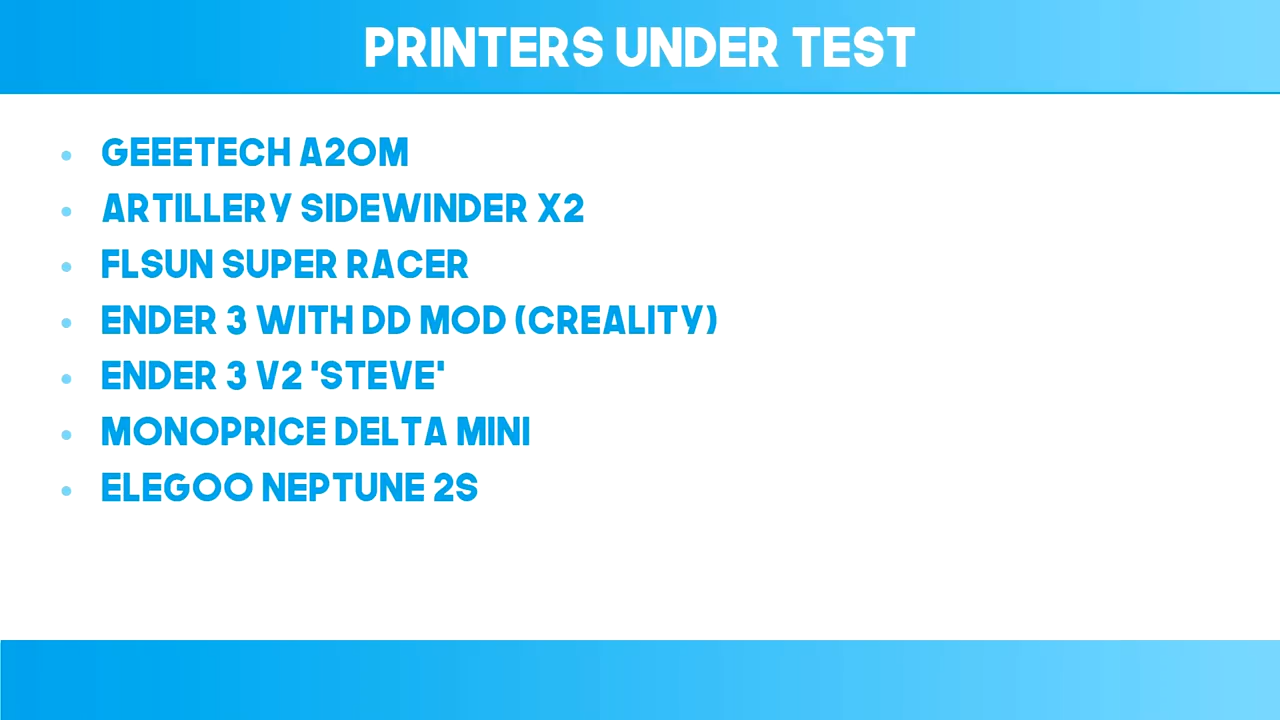 PRINTERS UNDER TEST
• GEEETECH A20M
• ARTILLERY SIDEWINDER X2
• FLSUN SUPER RACER
• ENDER 3 WITH DD MOD (CREALITY)
• ENDER 3 V2 'STEVE'
• MONOPRICE DELTA MINI
• ELEGOO NEPTUNE 2S